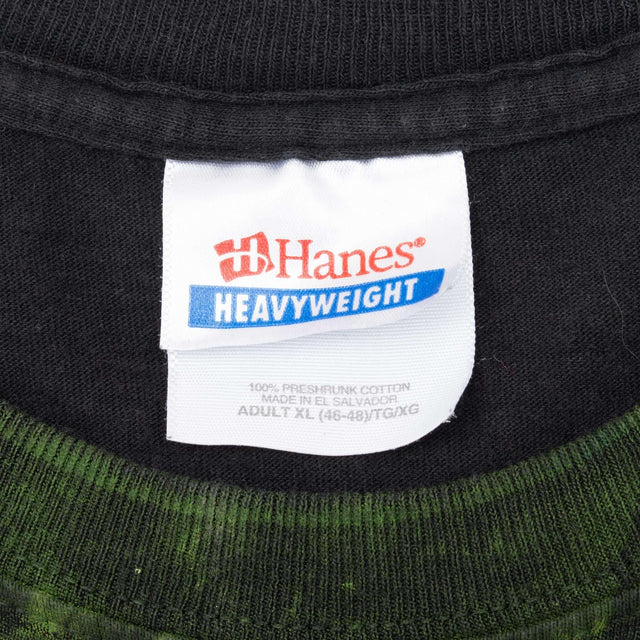 Hanes®
HEAVYWEIGHT
100% PRESHRUNK COTTON
MADE IN EL SALVADOR
ADULT XL (46-48)/TG/XG